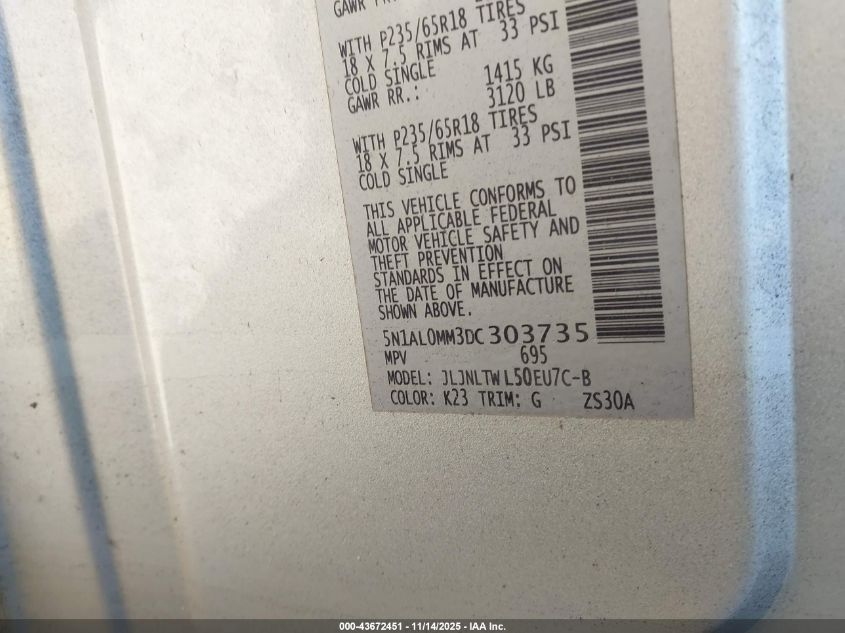 GAWR
WITH P235/65R18 TIRES
18 X 7.5 RIMS AT 33 PSI
COLD SINGLE
GAWR RR.: 1415 KG
3120 LB
WITH P235/65R18 TIRES
18 X 7.5 RIMS AT 33 PSI
COLD SINGLE
THIS VEHICLE CONFORMS TO
ALL APPLICABLE FEDERAL
MOTOR VEHICLE SAFETY AND
THEFT PREVENTION
STANDARDS IN EFFECT ON
THE DATE OF MANUFACTURE
SHOWN ABOVE.
5N1AL0MM3DC303735
MPV 695
MODEL: JLJNLTWL50EU7C-B
COLOR: K23 TRIM: G ZS30A
000-43672451 - 11/14/2025 - IAA Inc.